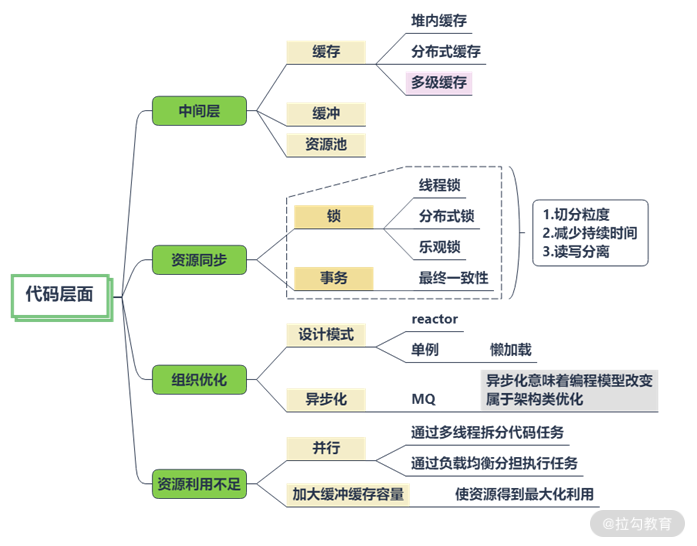 代码层面
中间层
缓存
堆内缓存
分布式缓存
多级缓存
缓冲
资源池
资源同步
锁
线程锁
分布式锁
乐观锁
事务
最终一致性
1.切分粒度
2.减少持续时间
3.读写分离
组织优化
设计模式
reactor
单例
懒加载
异步化
MQ
异步化意味着编程模型改变
属于架构类优化
资源利用不足
并行
通过多线程拆分代码任务
通过负载均衡分担执行任务
加大缓冲缓存容量
使资源得到最大化利用
@拉勾教育